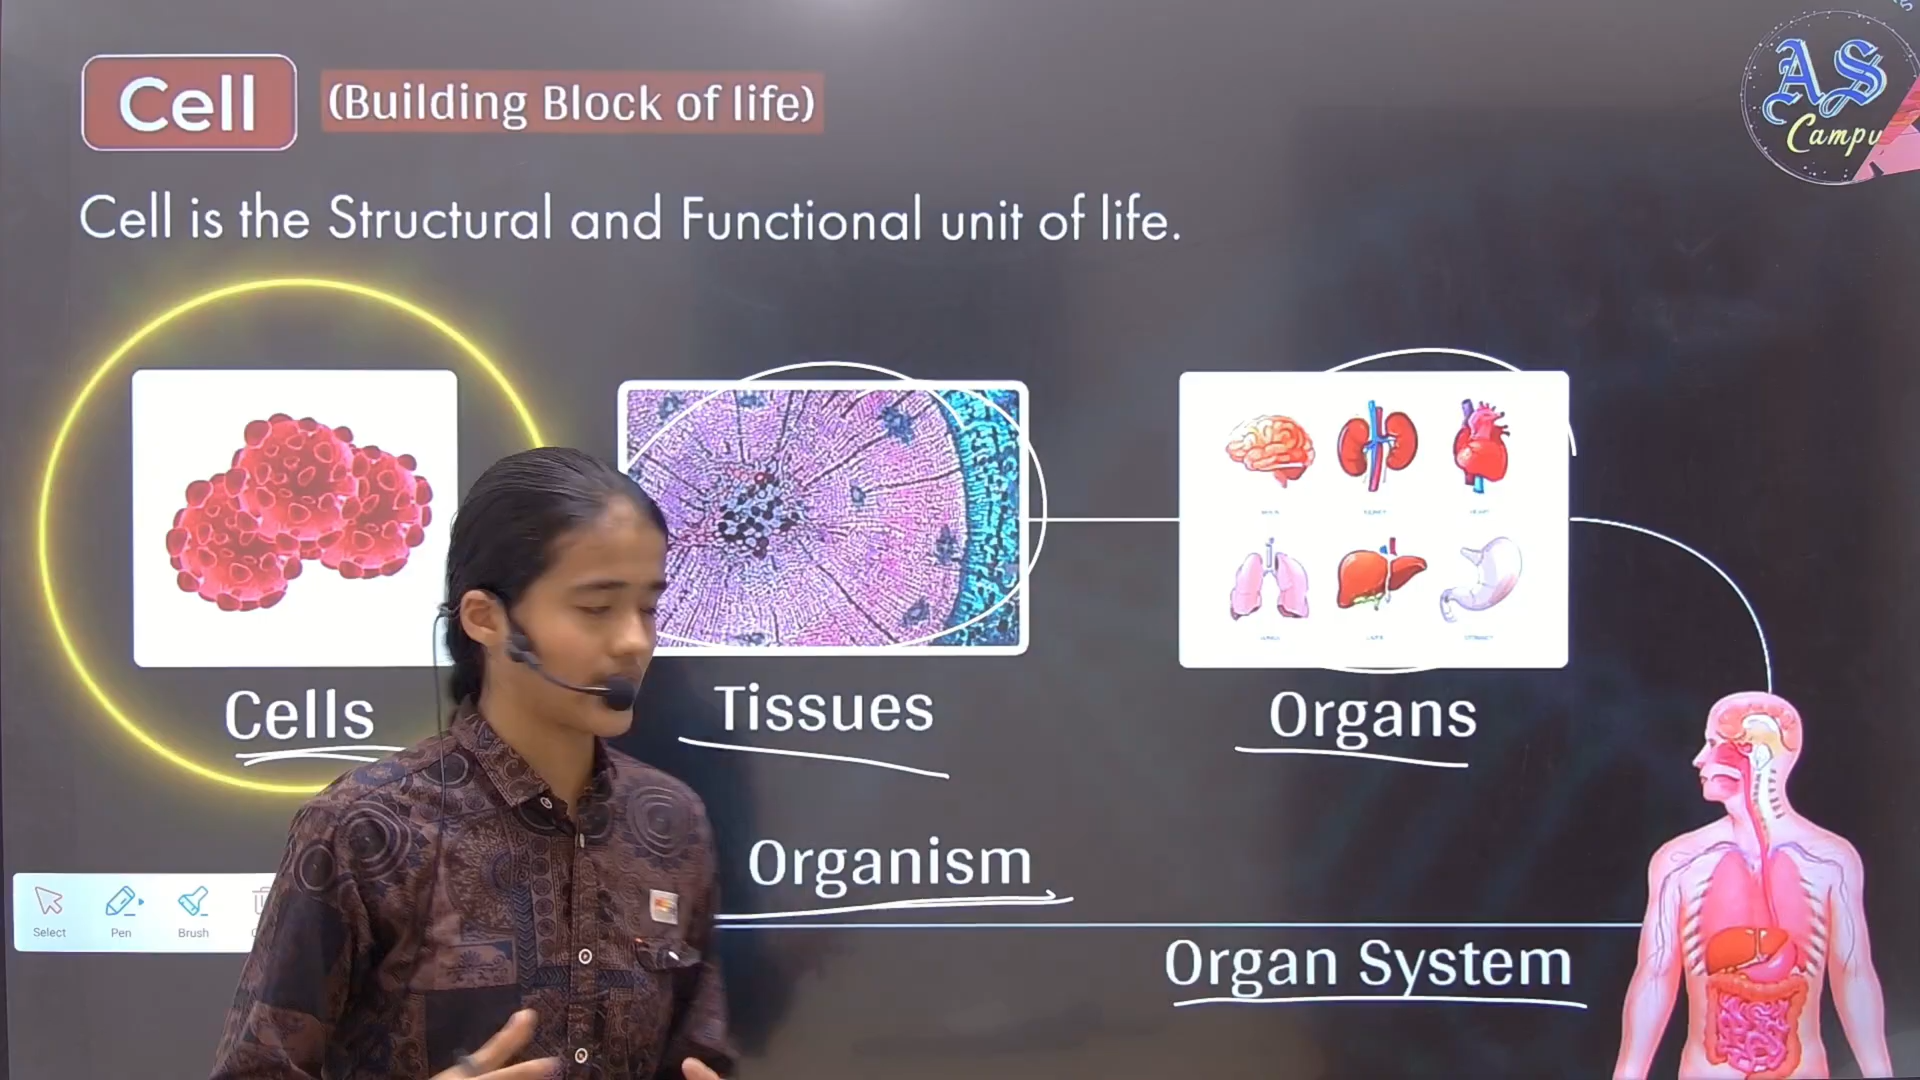 Cell (Building Block of life)
AS
Campu
Cell is the Structural and Functional unit of life.
Cells
Tissues
Organs
Organism
Organ System
Select
Pen
Brush